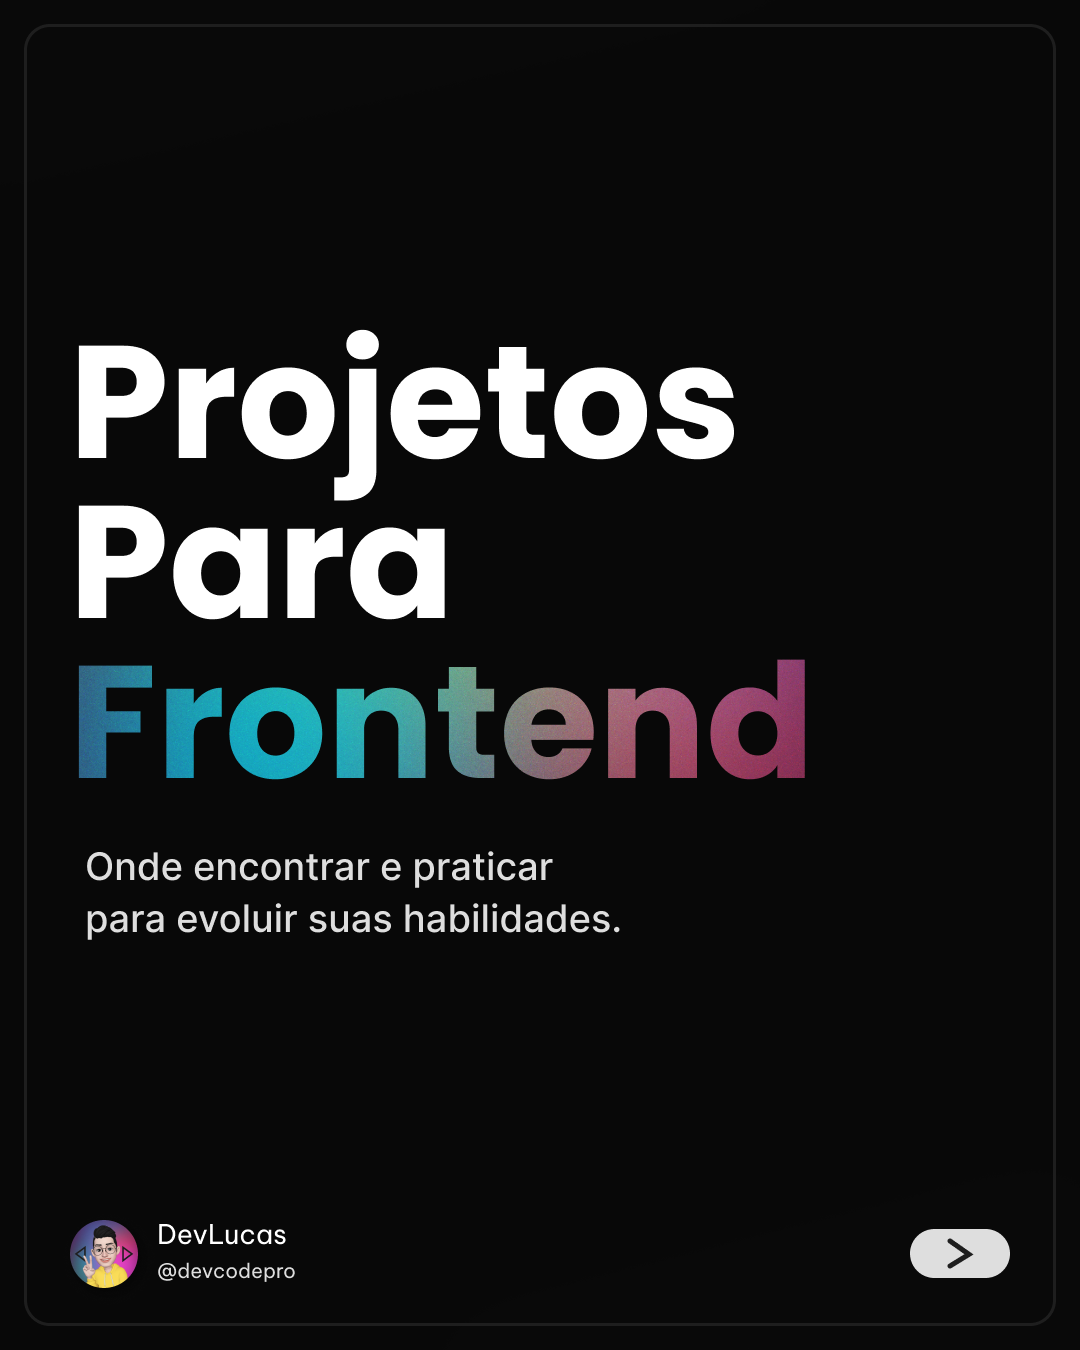 Projetos
Para
Frontend
Onde encontrar e praticar
para evoluir suas habilidades.
DevLucas
@devcodepro